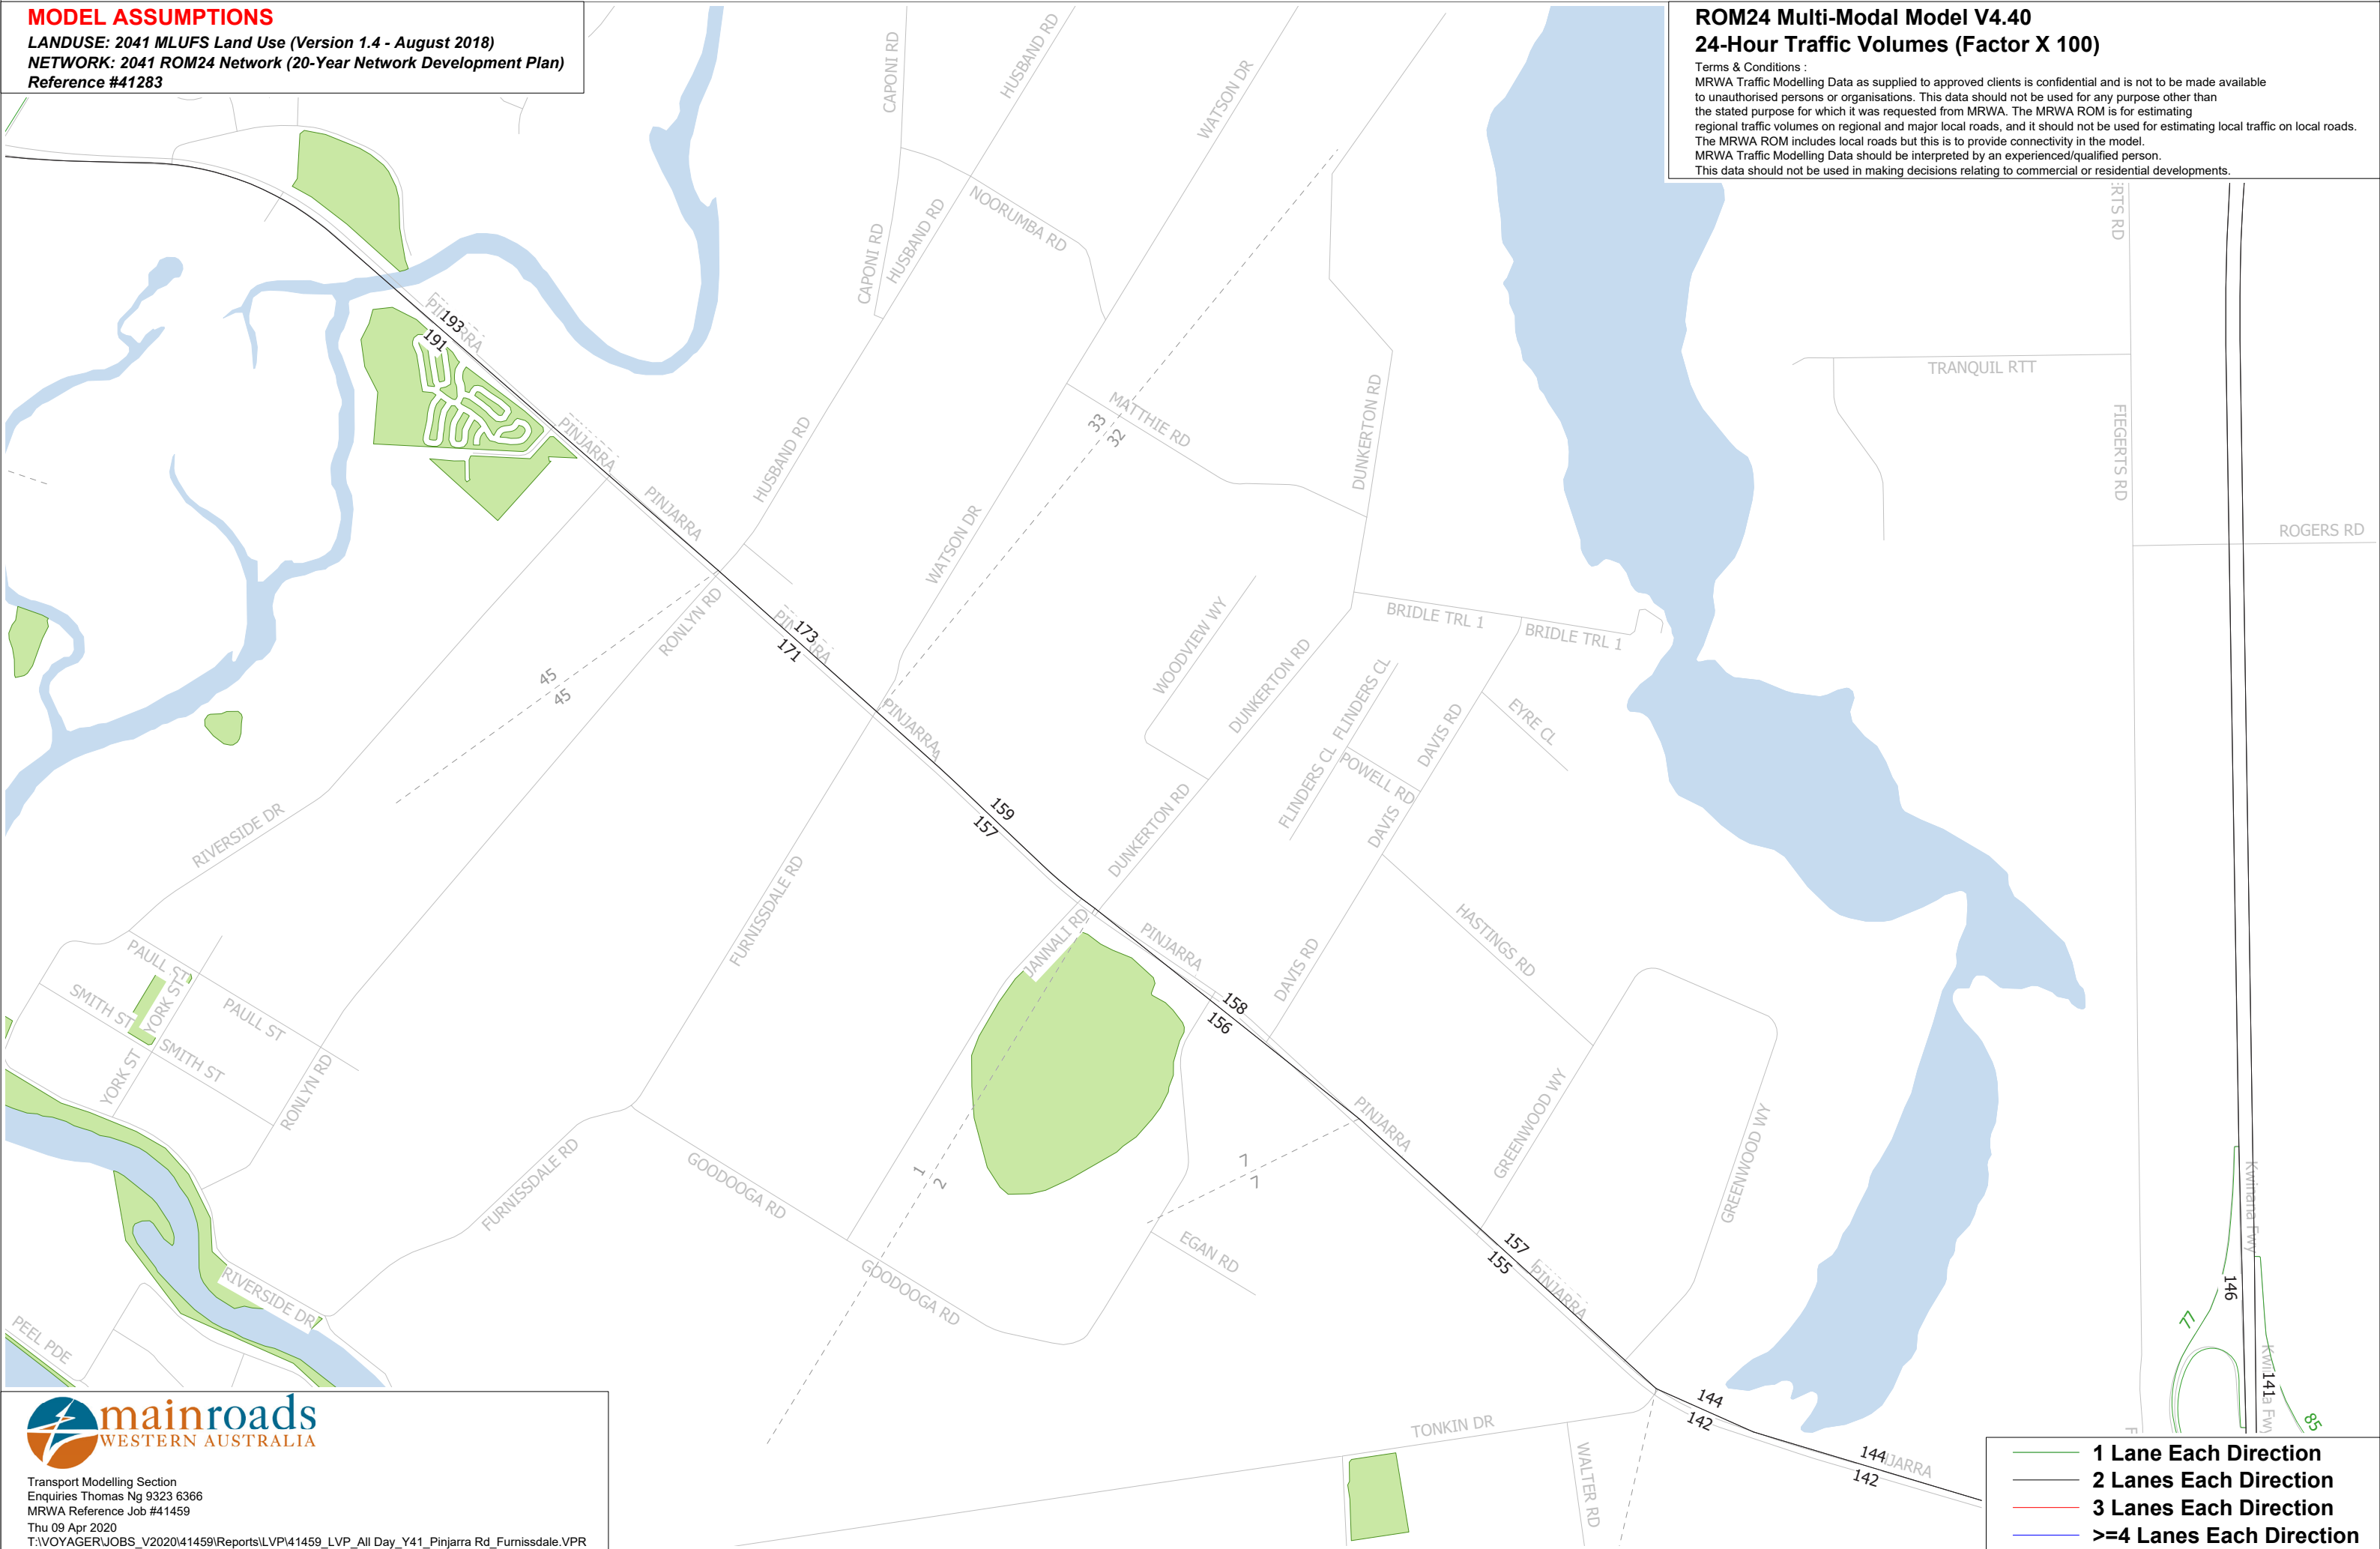 MODEL ASSUMPTIONS
LANDUSE: 2041 MLUFS Land Use (Version 1.4 - August 2018)
NETWORK: 2041 ROM24 Network (20-Year Network Development Plan)
Reference #41283
ROM24 Multi-Modal Model V4.40
24-Hour Traffic Volumes (Factor X 100)
Terms & Conditions :
MRWA Traffic Modelling Data as supplied to approved clients is confidential and is not to be made available
to unauthorised persons or organisations. This data should not be used for any purpose other than
the stated purpose for which it was requested from MRWA. The MRWA ROM is for estimating
regional traffic volumes on regional and major local roads, and it should not be used for estimating local traffic on local roads.
The MRWA ROM includes local roads but this is to provide connectivity in the model.
MRWA Traffic Modelling Data should be interpreted by an experienced/qualified person.
This data should not be used in making decisions relating to commercial or residential developments.
CAPONI RD
HUSBAND RD
WATSON DR
NOORUMBA RD
CAPONI RD
HUSBAND RD
ERTS RD
193
191
TRANQUIL RTT
MATTHIE RD
33
32
DUNKERTON RD
FIEGERTS RD
PINJARRA
HUSBAND RD
PINJARRA
WATSON DR
ROGERS RD
RONLYN RD
173
171
BRIDLE TRL 1
BRIDLE TRL 1
WOODVIEW WY
DUNKERTON RD
45
45
FLINDERS CL
FLINDERS CL
DAVIS RD
EYRE CL
PINJARRA
POWELL RD
DAVIS
159
157
DUNKERTON RD
RIVERSIDE DR
FURNISSDALE RD
JANNALI RD
PINJARRA
HASTINGS RD
DAVIS RD
PAULL ST
SMITH ST
YORK ST
PAULL ST
158
156
YORK ST
SMITH ST
RONLYN RD
PINJARRA
GREENWOOD WY
GREENWOOD WY
FURNISSDALE RD
GOODOOGA RD
1
2
7
7
EGAN RD
GOODOOGA RD
157
155
PINJARRA
Kwinana Fwy
146
77
RIVERSIDE DR
PEEL PDE
141
85
144
142
TONKIN DR
WALTER RD
144
142
JARRA
mainroads
WESTERN AUSTRALIA
Transport Modelling Section
Enquiries Thomas Ng 9323 6366
MRWA Reference Job #41459
Thu 09 Apr 2020
T:\VOYAGER\JOBS_V2020\41459\Reports\LVP\41459_LVP_All Day_Y41_Pinjarra Rd_Furnissdale.VPR
1 Lane Each Direction
2 Lanes Each Direction
3 Lanes Each Direction
>=4 Lanes Each Direction